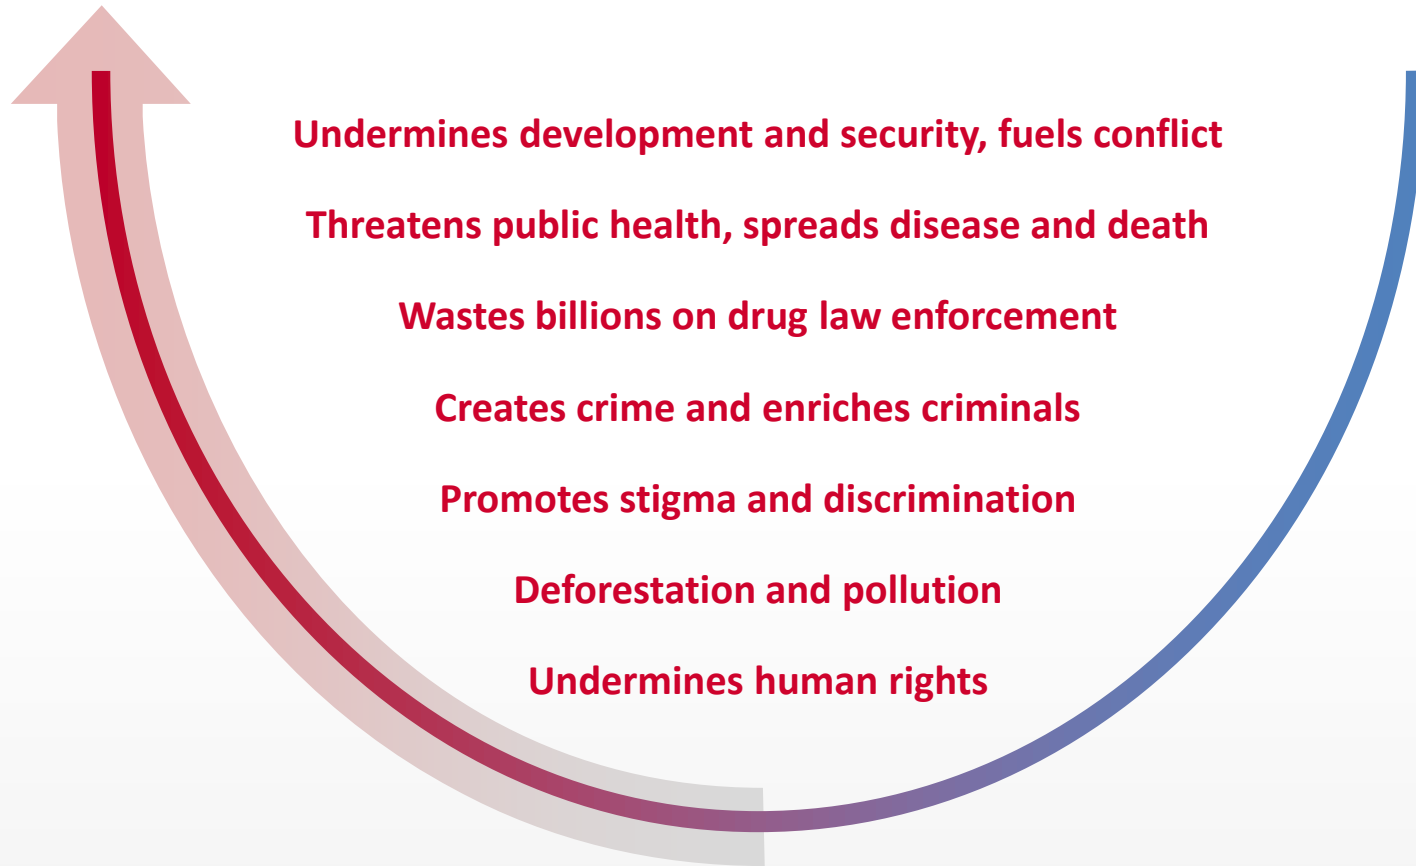 Undermines development and security, fuels conflict
Threatens public health, spreads disease and death
Wastes billions on drug law enforcement
Creates crime and enriches criminals
Promotes stigma and discrimination
Deforestation and pollution
Undermines human rights